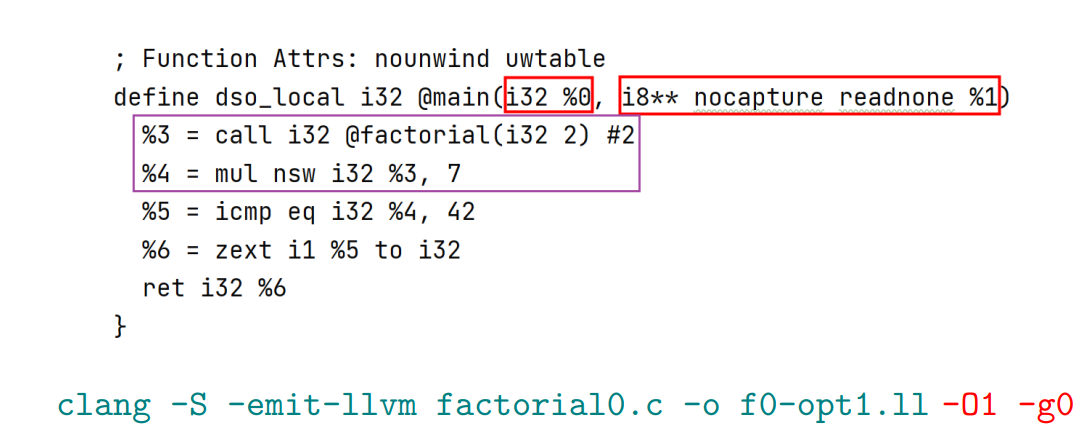 ; Function Attrs: nounwind uwtable
define dso_local i32 @main(i32 %0, i8** nocapture readnone %1)
%3 = call i32 @factorial(i32 2) #2
%4 = mul nsw i32 %3, 7
%5 = icmp eq i32 %4, 42
%6 = zext i1 %5 to i32
ret i32 %6
}
clang -S -emit-llvm factorial0.c -o f0-opt1.ll -O1 -g0